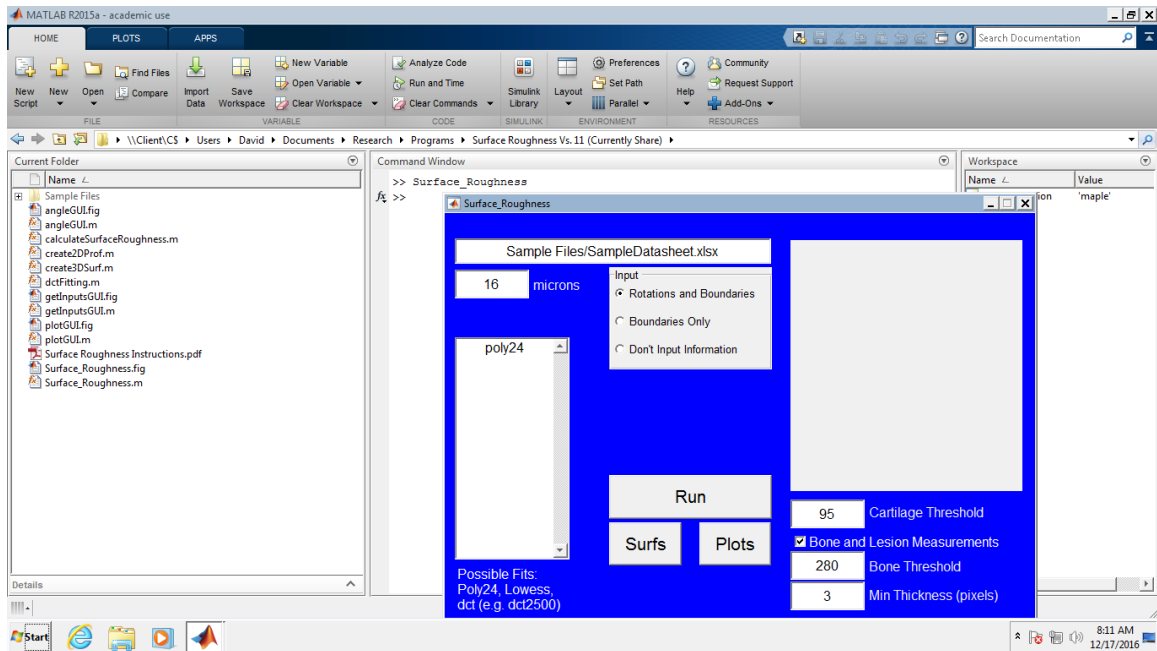 MATLAB R2015a - academic use
HOME PLOTS APPS
Search Documentation
New Script
New
Open
Find Files
Compare
Import Data
Save Workspace
New Variable
Open Variable
Clear Workspace
Analyze Code
Run and Time
Clear Commands
Simulink Library
Layout
Preferences
Set Path
Parallel
Help
Community
Request Support
Add-Ons
FILE VARIABLE CODE SIMULINK ENVIRONMENT RESOURCES
\\Client\C$ Users David Documents Research Programs Surface Roughness Vs. 11 (Currently Share)
Current Folder
Name
Sample Files
angleGUI.fig
angleGUI.m
calculateSurfaceRoughness.m
create2DProf.m
create3DSurf.m
dctFitting.m
getInputsGUI.fig
getInputsGUI.m
plotGUI.fig
plotGUI.m
Surface Roughness Instructions.pdf
Surface_Roughness.fig
Surface_Roughness.m
Details
Command Window
>> Surface_Roughness
fx >>
Workspace
Name Value
ion 'maple'
Surface_Roughness
Sample Files/SampleDatasheet.xlsx
16 microns
Input
Rotations and Boundaries
Boundaries Only
Don't Input Information
poly24
Possible Fits:
Poly24, Lowess,
dct (e.g. dct2500)
Run
Surfs Plots
95 Cartilage Threshold
Bone and Lesion Measurements
280 Bone Threshold
3 Min Thickness (pixels)
Start
8:11 AM
12/17/2016